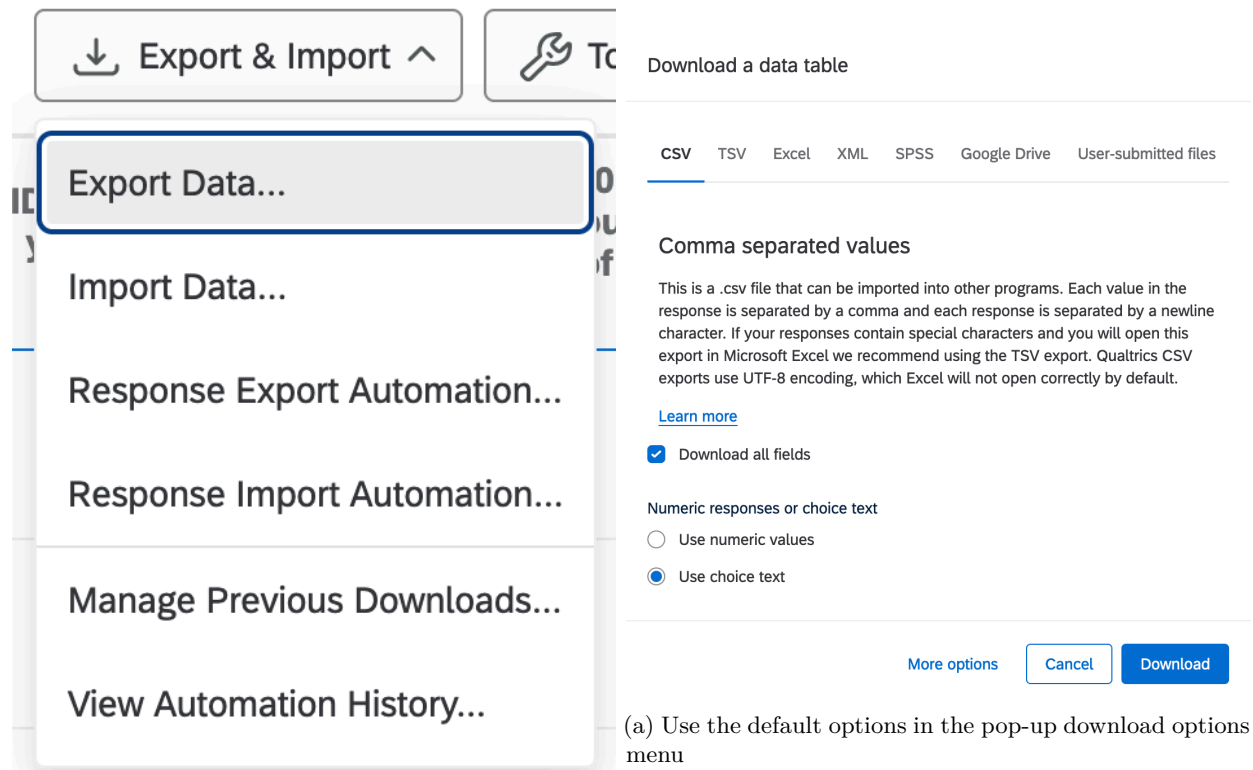 Export & Import
To
Export Data...
Import Data...
Response Export Automation...
Response Import Automation...
Manage Previous Downloads...
View Automation History...
Download a data table
CSV TSV Excel XML SPSS Google Drive User-submitted files
Comma separated values
This is a .csv file that can be imported into other programs. Each value in the
response is separated by a comma and each response is separated by a newline
character. If your responses contain special characters and you will open this
export in Microsoft Excel we recommend using the TSV export. Qualtrics CSV
exports use UTF-8 encoding, which Excel will not open correctly by default.
Learn more
Download all fields
Numeric responses or choice text
Use numeric values
Use choice text
More options Cancel Download
(a) Use the default options in the pop-up download options
menu